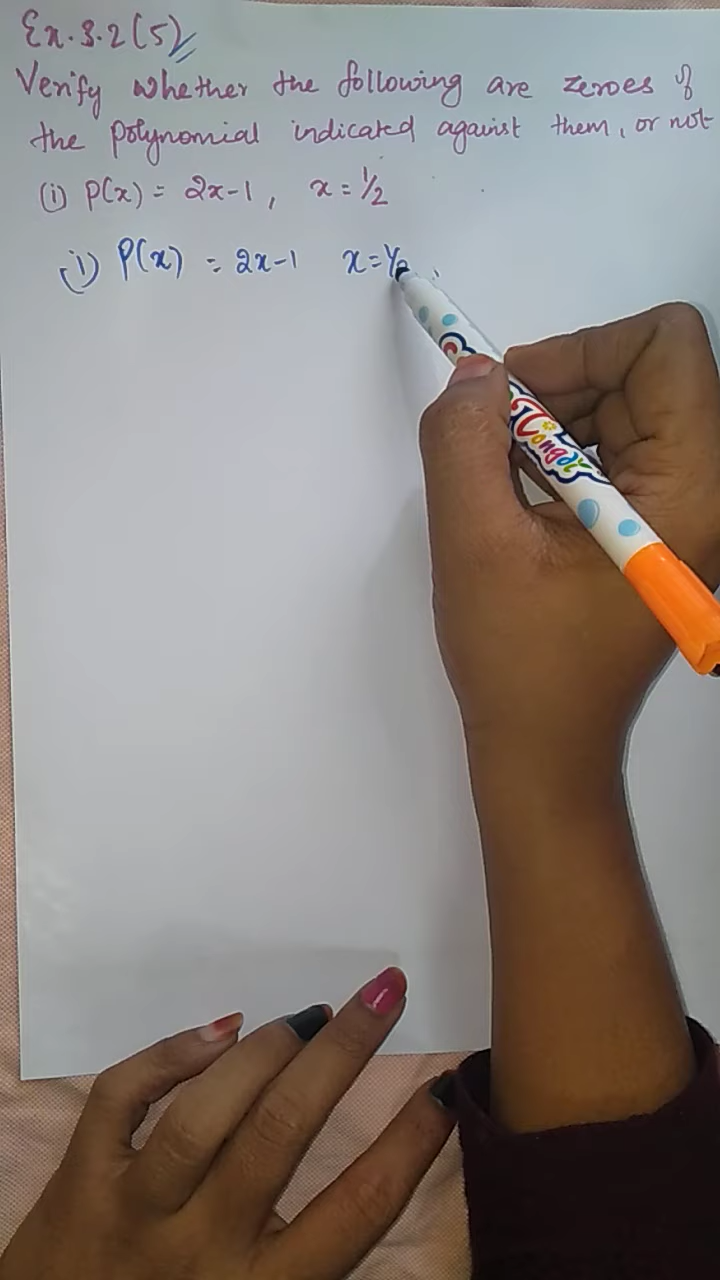 Ex.3.2(5)
Verify whether the following are zeroes of
the polynomial indicated against them, or not
(i) P(x) = 2x-1, x = 1/2
(i) P(x) = 2x-1 x=1/2